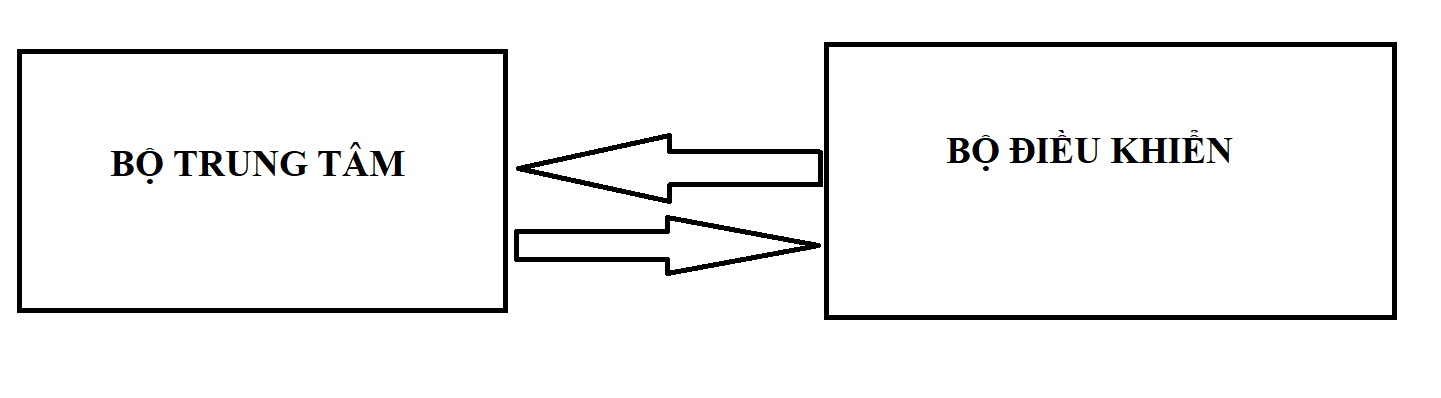 BỘ TRUNG TÂM
BỘ ĐIỀU KHIỂN